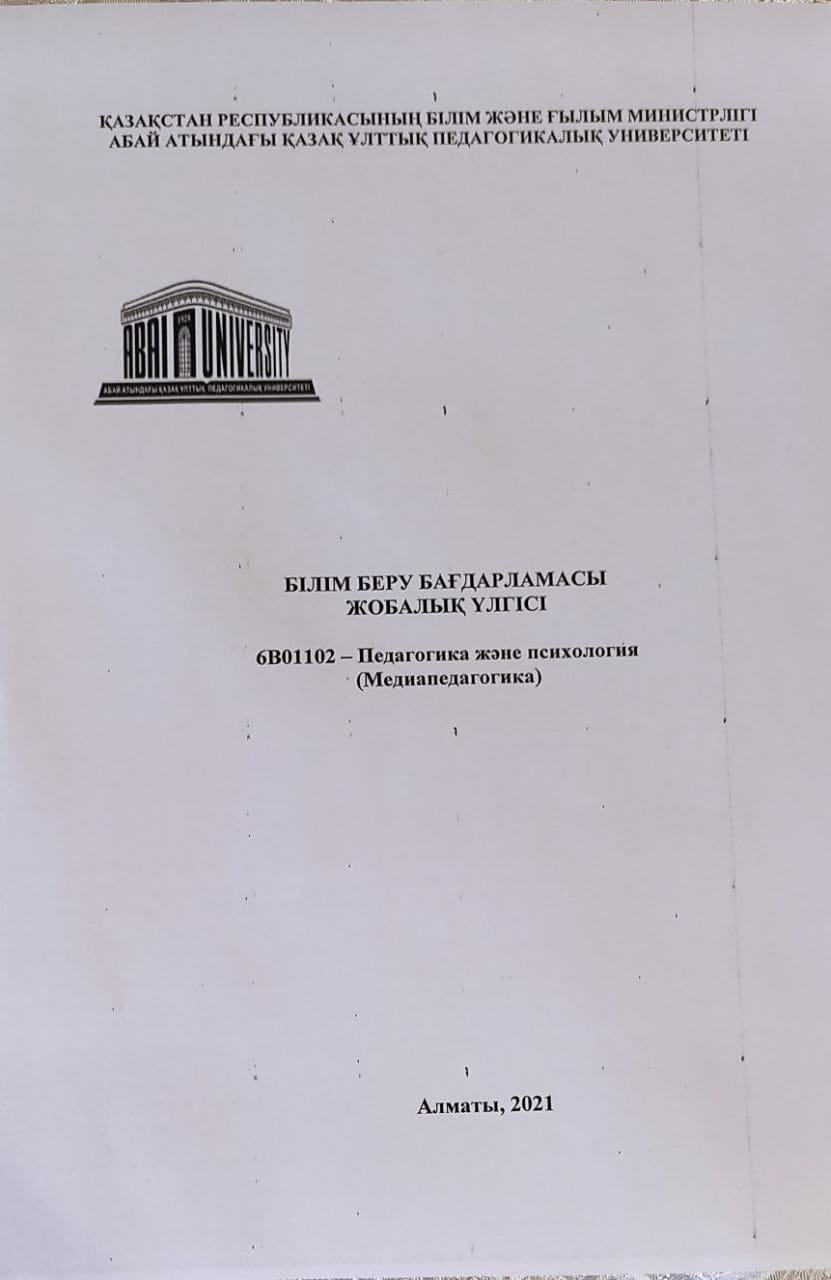 ҚАЗАҚСТАН РЕСПУБЛИКАСЫНЫҢ БІЛІМ ЖӘНЕ ҒЫЛЫМ МИНИСТРЛІГІ
АБАЙ АТЫНДАҒЫ ҚАЗАҚ ҰЛТТЫҚ ПЕДАГОГИКАЛЫҚ УНИВЕРСИТЕТІ
ABAI 1928 UNIVERSITY
АБАЙ АТЫНДАҒЫ ҚАЗАҚ ҰЛТТЫҚ ПЕДАГОГИКАЛЫҚ УНИВЕРСИТЕТІ
БІЛІМ БЕРУ БАҒДАРЛАМАСЫ
ЖОБАЛЫҚ ҮЛГІСІ
6В01102 – Педагогика және психология
(Медиапедагогика)
Алматы, 2021